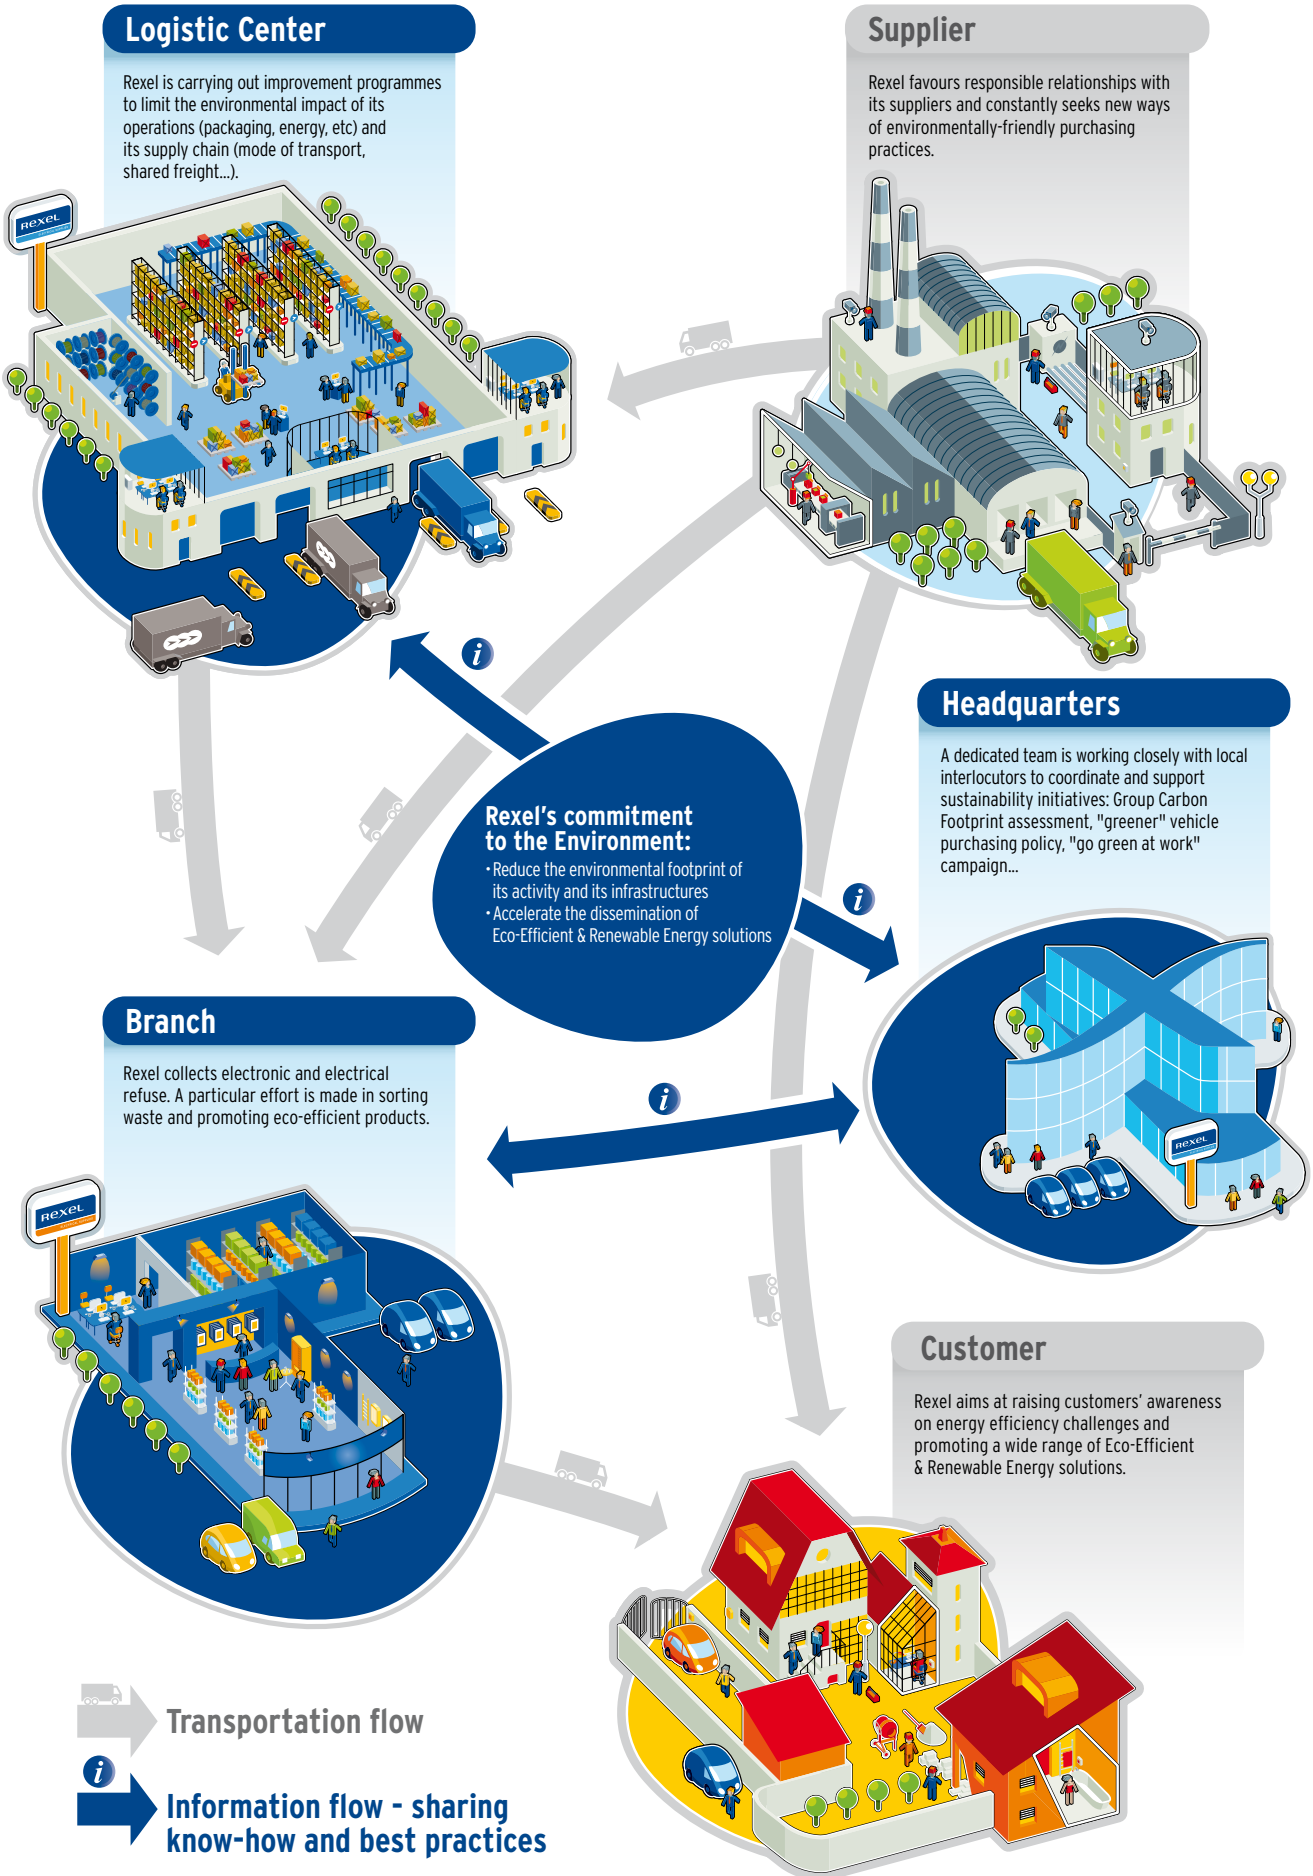 Logistic Center
Rexel is carrying out improvement programmes
to limit the environmental impact of its
operations (packaging, energy, etc) and
its supply chain (mode of transport,
shared freight...).
Supplier
Rexel favours responsible relationships with
its suppliers and constantly seeks new ways
of environmentally-friendly purchasing
practices.
REXEL
i
Headquarters
A dedicated team is working closely with local
interlocutors to coordinate and support
sustainability initiatives: Group Carbon
Footprint assessment, "greener" vehicle
purchasing policy, "go green at work"
campaign...
Rexel's commitment
to the Environment:
• Reduce the environmental footprint of
its activity and its infrastructures
• Accelerate the dissemination of
Eco-Efficient & Renewable Energy solutions
i
Branch
Rexel collects electronic and electrical
refuse. A particular effort is made in sorting
waste and promoting eco-efficient products.
i
REXEL
REXEL
Customer
Rexel aims at raising customers' awareness
on energy efficiency challenges and
promoting a wide range of Eco-Efficient
& Renewable Energy solutions.
Transportation flow
i
Information flow - sharing
know-how and best practices